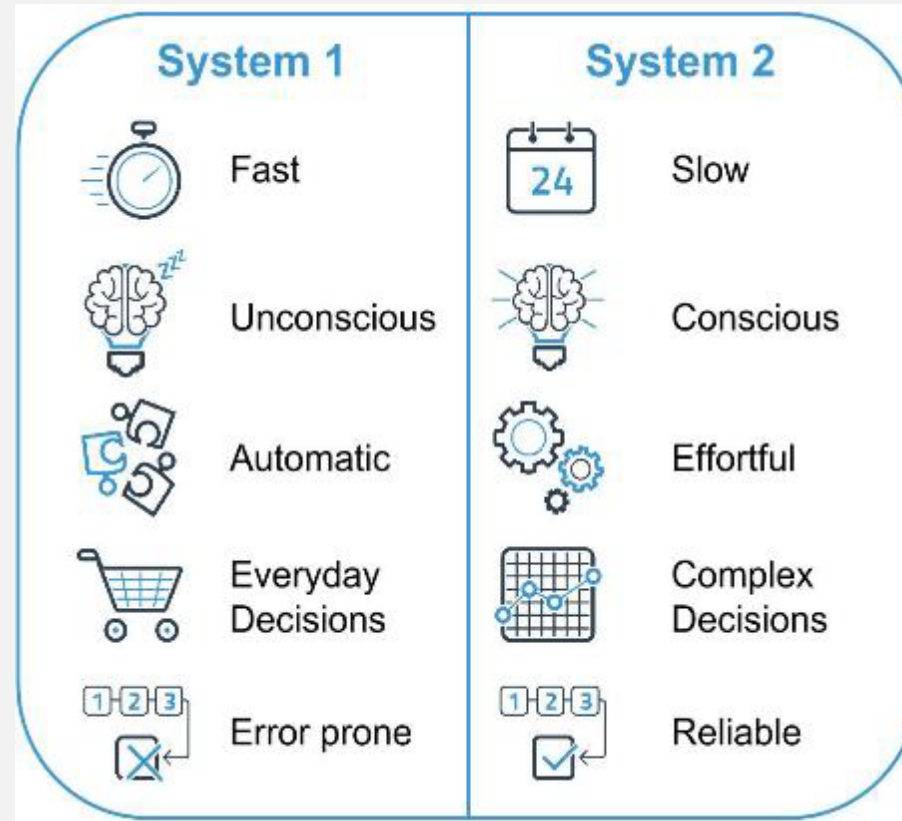 System 1
Fast
zzz
Unconscious
Automatic
Everyday
Decisions
1 2 3
Error prone
System 2
24
Slow
Conscious
Effortful
Complex
Decisions
1 2 3
Reliable